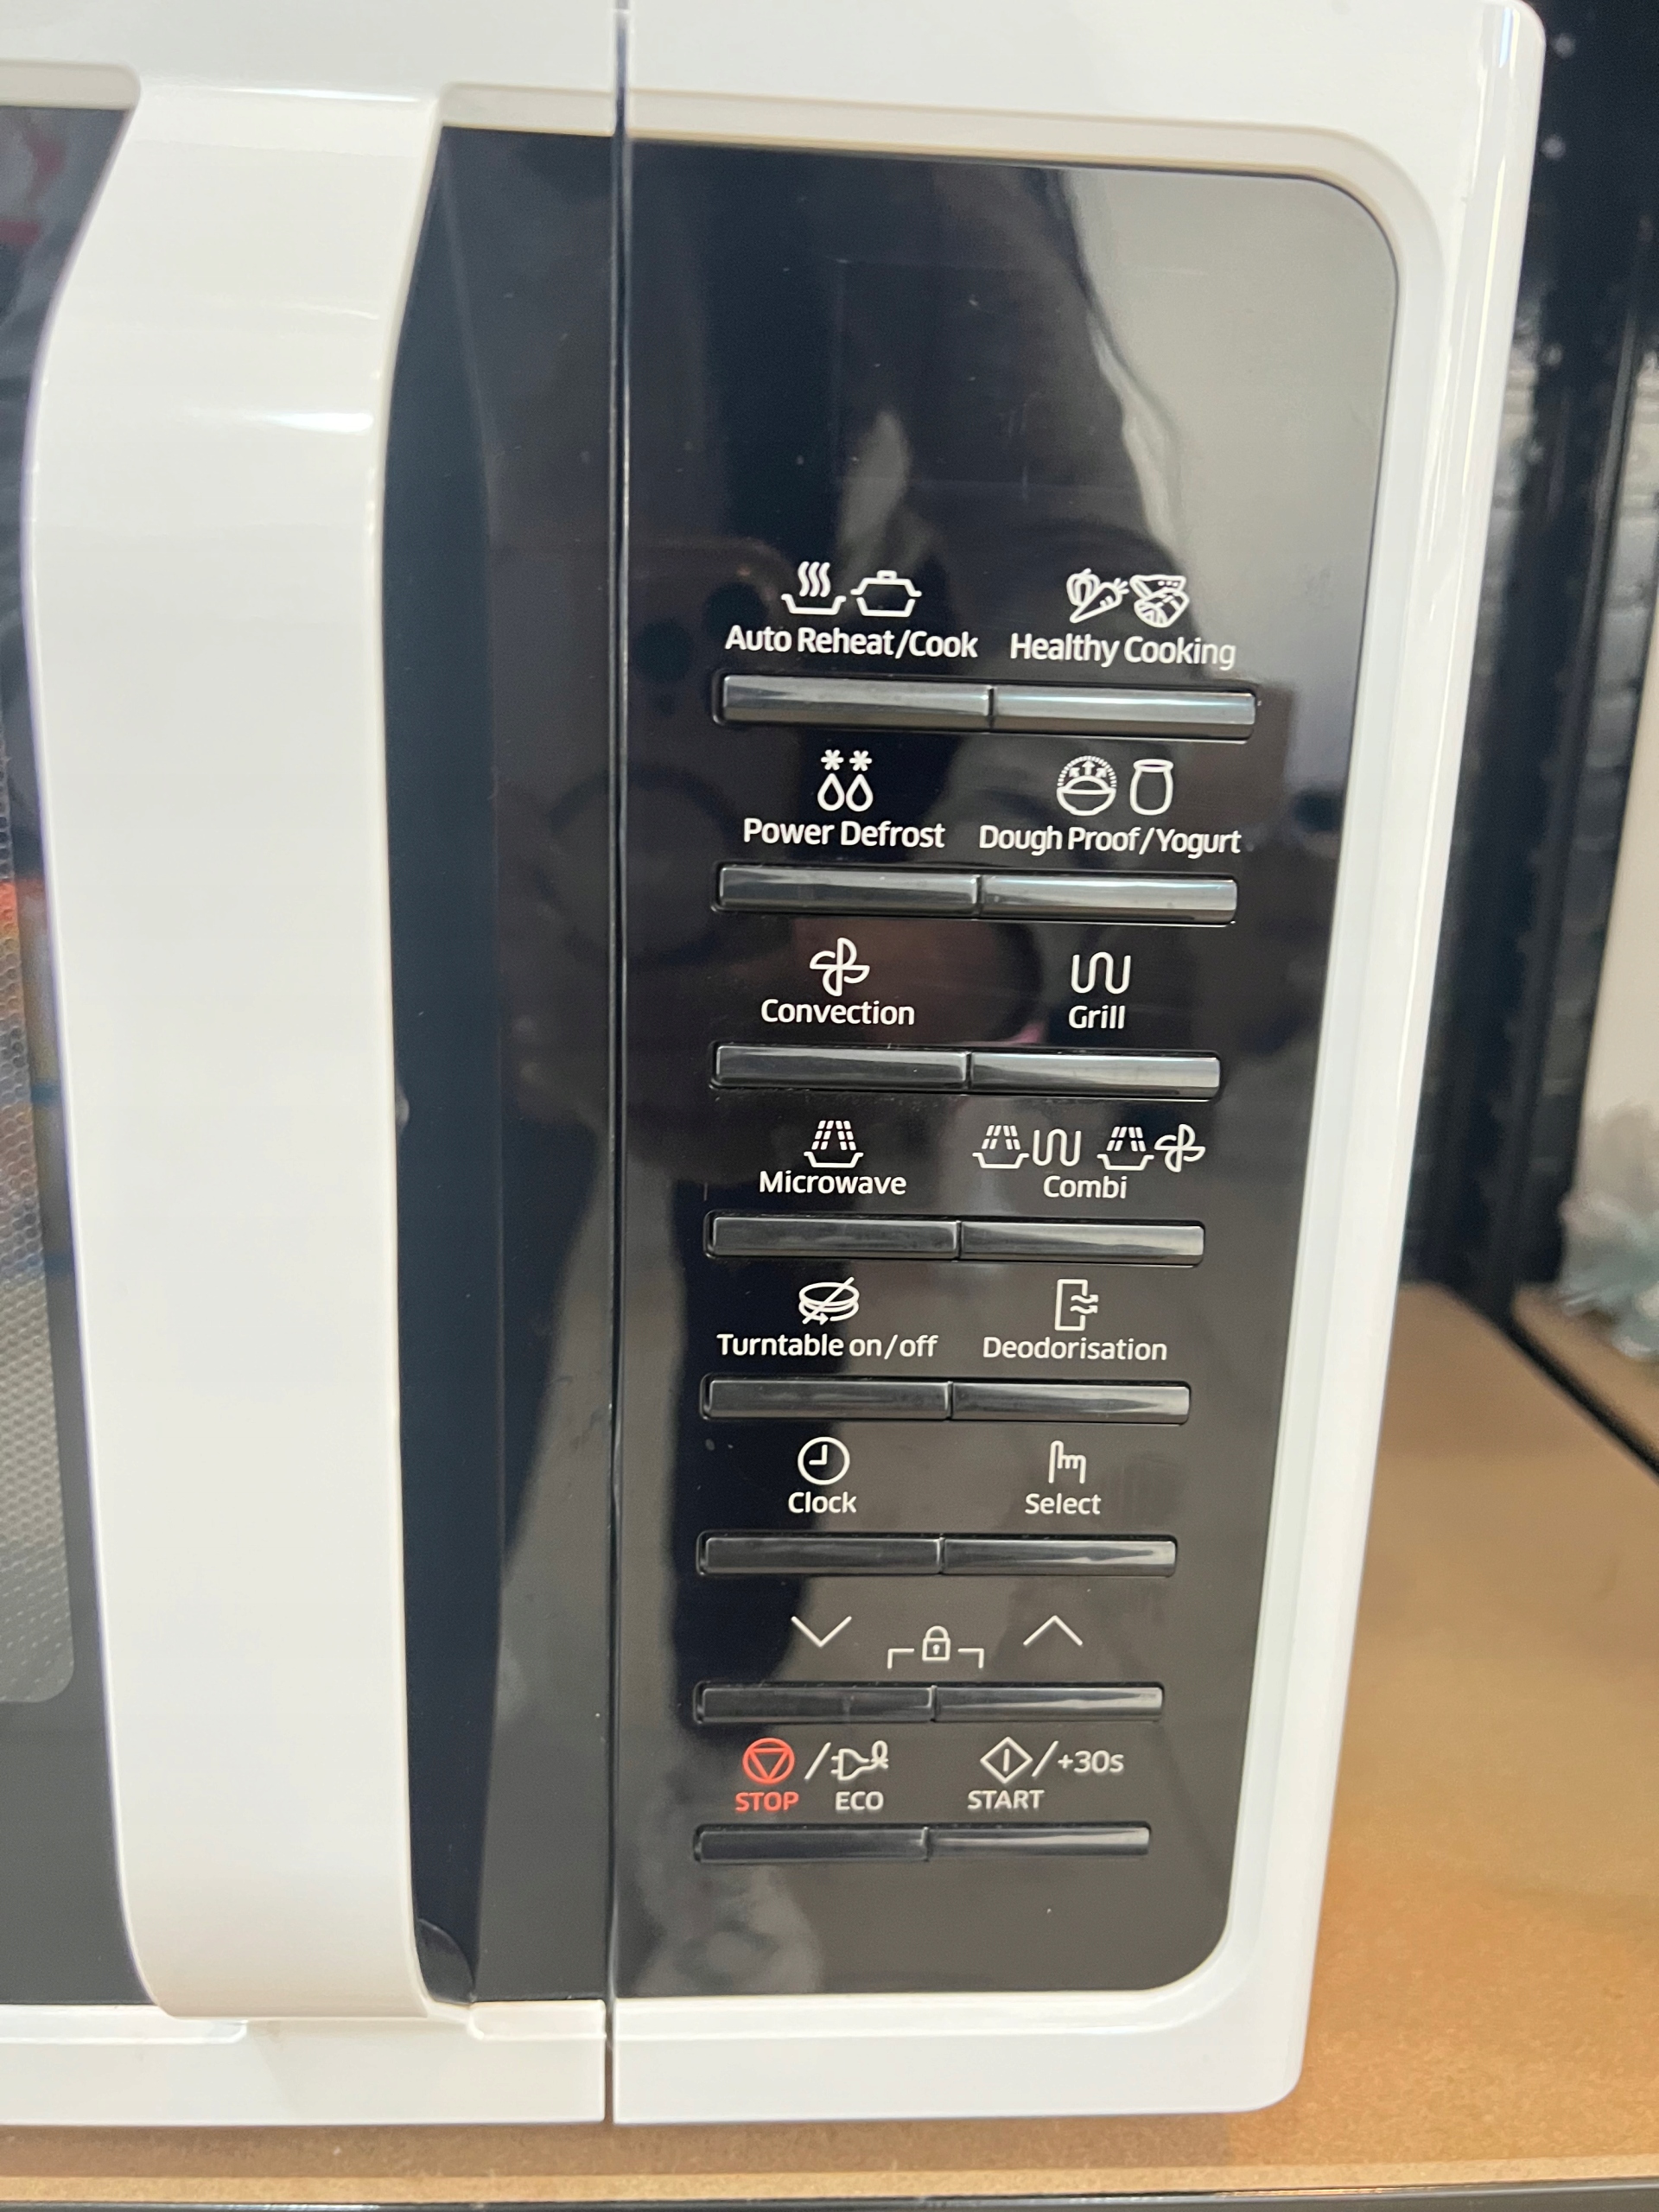 Auto Reheat/Cook Healthy Cooking
Power Defrost Dough Proof/Yogurt
Convection Grill
Microwave Combi
Turntable on/off Deodorisation
Clock Select
/ /+30s
STOP ECO START